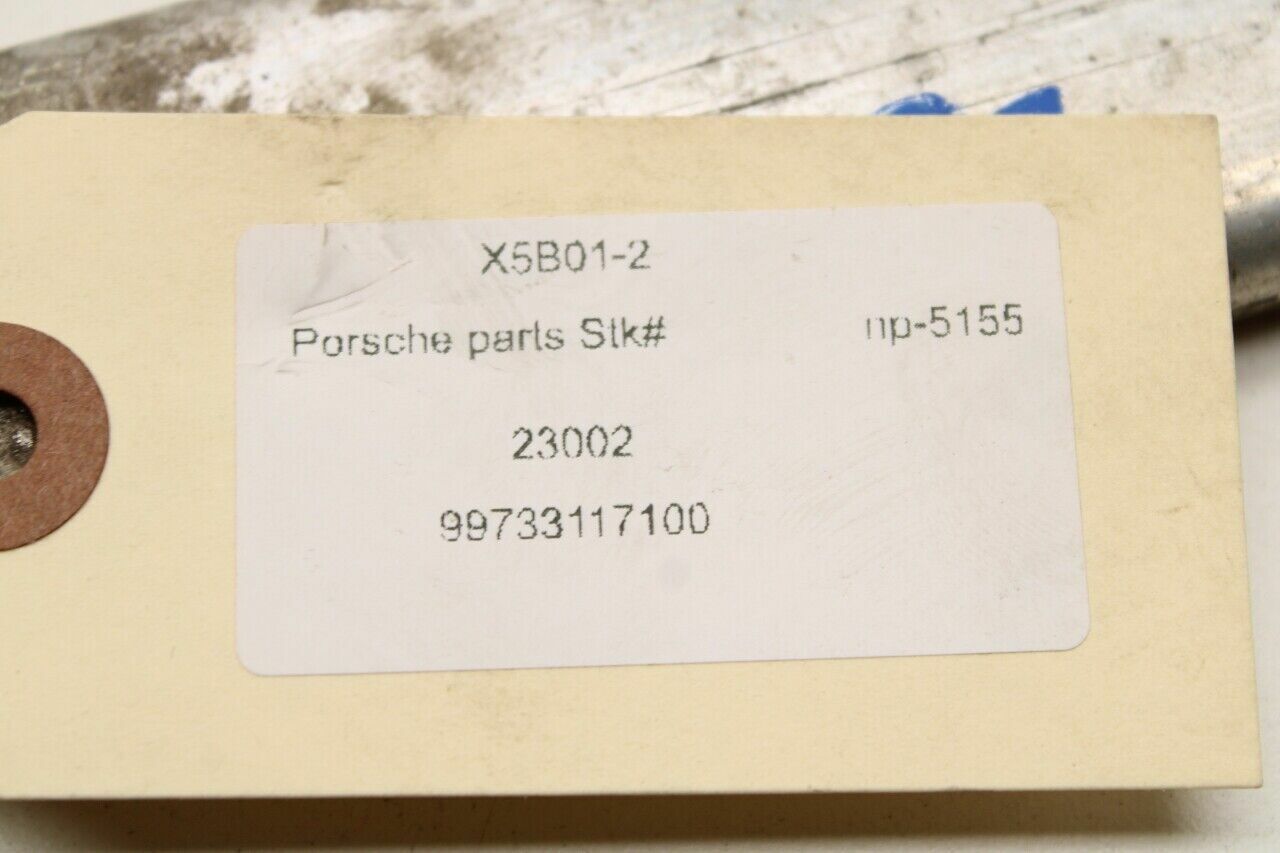 X5B01-2
Porsche parts Stk# np-5155
23002
99733117100